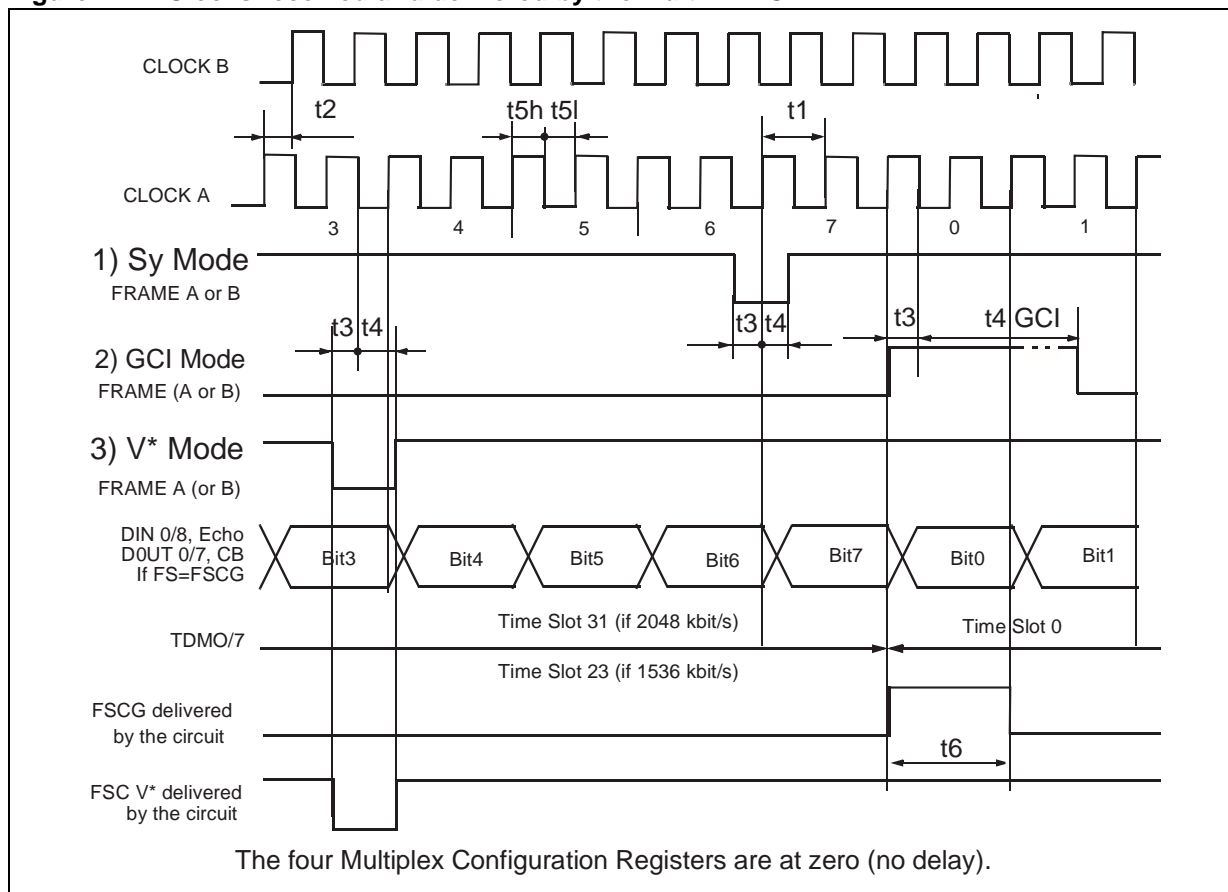 CLOCK B
t2
t5h t5l
t1
CLOCK A
3 4 5 6 7 0 1
1) Sy Mode
FRAME A or B
t3 t4
t3 t4
t3
t4 GCI
2) GCI Mode
FRAME (A or B)
3) V* Mode
FRAME A (or B)
DIN 0/8, Echo
D0UT 0/7, CB
If FS=FSCG
Bit3 Bit4 Bit5 Bit6 Bit7 Bit0 Bit1
Time Slot 31 (if 2048 kbit/s)
Time Slot 0
TDMO/7
Time Slot 23 (if 1536 kbit/s)
FSCG delivered
by the circuit
t6
FSC V* delivered
by the circuit
The four Multiplex Configuration Registers are at zero (no delay).